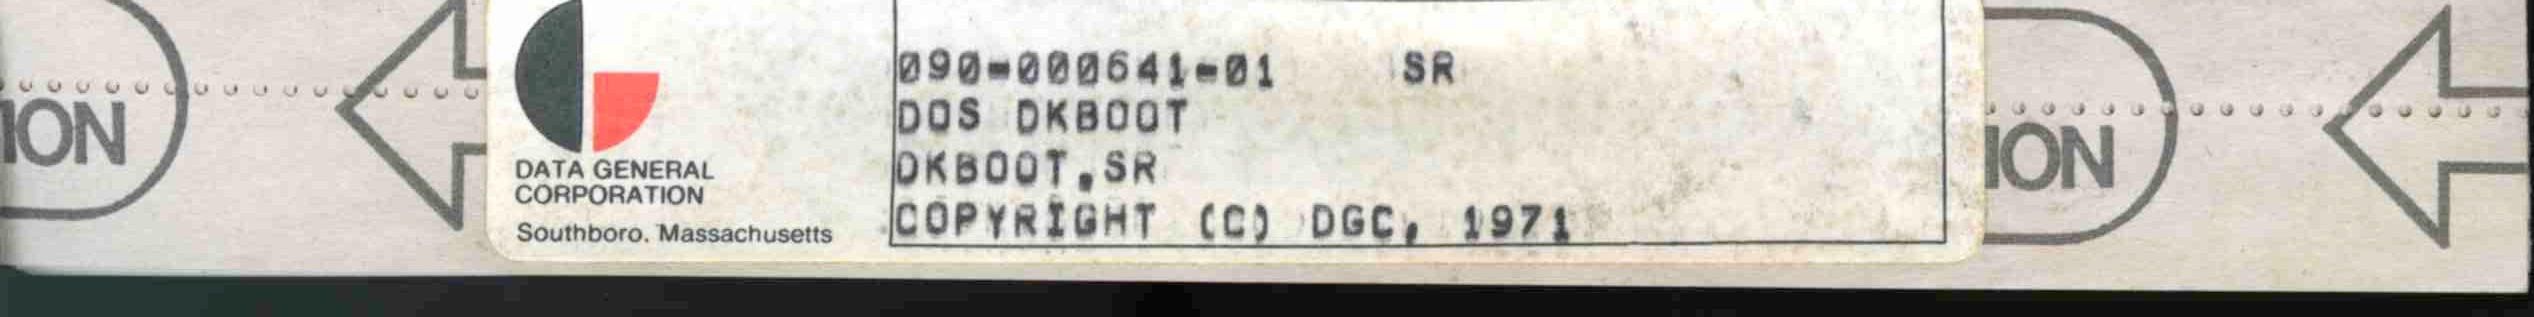 ION
DATA GENERAL
CORPORATION
Southboro, Massachusetts
090-000641-01 SR
DOS DKBOOT
DKBOOT.SR
COPYRIGHT (C) DGC, 1971
ION